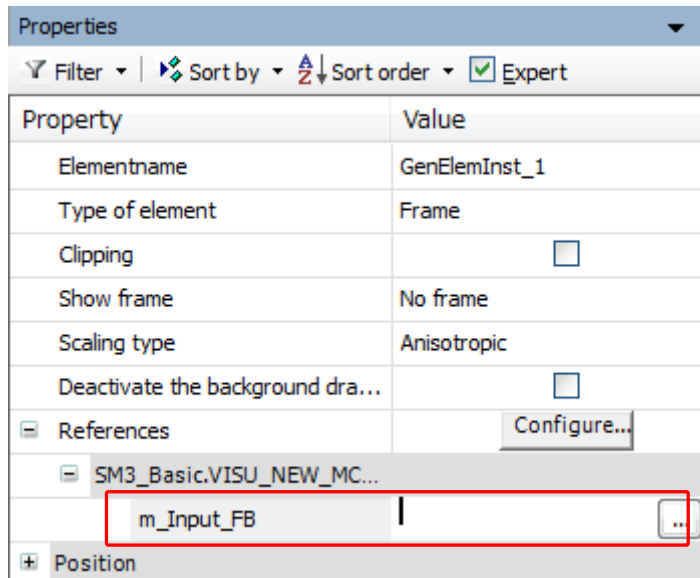 Properties
Filter Sort by A Z Sort order Expert
Property Value
Elementname GenElemInst_1
Type of element Frame
Clipping
Show frame No frame
Scaling type Anisotropic
Deactivate the background dra...
References Configure...
SM3_Basic.VISU_NEW_MC...
m_Input_FB ...
Position